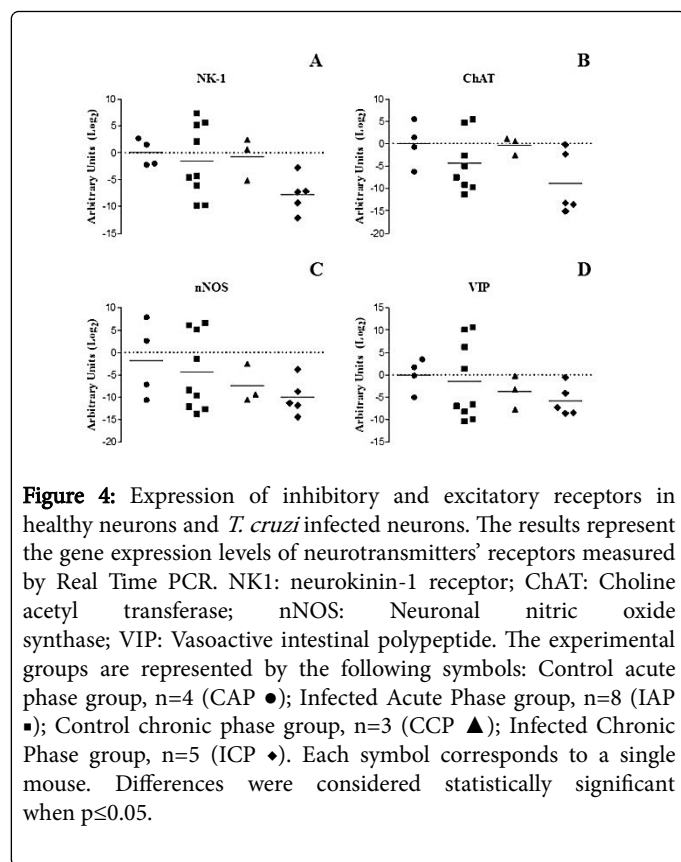 A
NK-1
Arbitrary Units (Log2)
10
5
0
-5
-10
-15
B
ChAT
Arbitrary Units (Log2)
10
5
0
-5
-10
-15
-20
C
nNOS
Arbitrary Units (Log2)
10
5
0
-5
-10
-15
-20
D
VIP
Arbitrary Units (Log2)
15
10
5
0
-5
-10
-15
Figure 4: Expression of inhibitory and excitatory receptors in
healthy neurons and T. cruzi infected neurons. The results represent
the gene expression levels of neurotransmitters’ receptors measured
by Real Time PCR. NK1: neurokinin-1 receptor; ChAT: Choline
acetyl transferase; nNOS: Neuronal nitric oxide
synthase; VIP: Vasoactive intestinal polypeptide. The experimental
groups are represented by the following symbols: Control acute
phase group, n=4 (CAP ●); Infected Acute Phase group, n=8 (IAP
▪); Control chronic phase group, n=3 (CCP ▲); Infected Chronic
Phase group, n=5 (ICP ◆). Each symbol corresponds to a single
mouse. Differences were considered statistically significant
when p≤0.05.